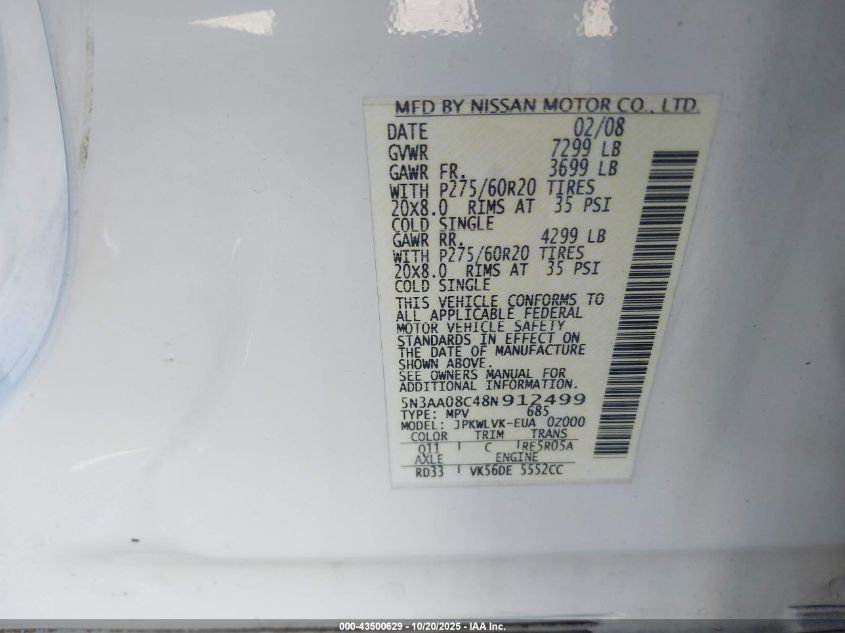 MFD BY NISSAN MOTOR CO., LTD.
DATE 02/08
GVWR 7299 LB
GAWR FR. 3699 LB
WITH P275/60R20 TIRES
20X8.0 RIMS AT 35 PSI
COLD SINGLE
GAWR RR. 4299 LB
WITH P275/60R20 TIRES
20X8.0 RIMS AT 35 PSI
COLD SINGLE
THIS VEHICLE CONFORMS TO
ALL APPLICABLE FEDERAL
MOTOR VEHICLE SAFETY
STANDARDS IN EFFECT ON
THE DATE OF MANUFACTURE
SHOWN ABOVE.
SEE OWNERS MANUAL FOR
ADDITIONAL INFORMATION.
5N3AA08C48N912499
TYPE: MPV 685
MODEL: JPKWLVK-EUA 0Z000
COLOR TRIM TRANS
Q11 C RE5R05A
AXLE ENGINE
RD33 VK56DE 5552CC
000-43500629 - 10/20/2025 - IAA Inc.